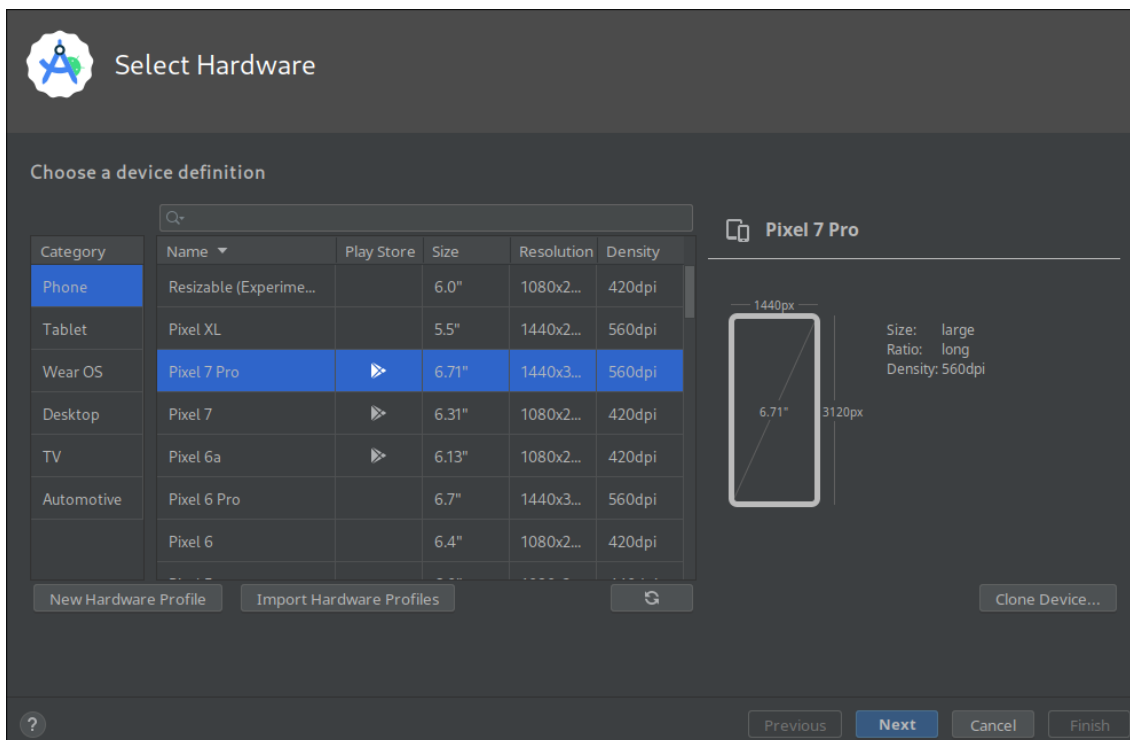 Select Hardware
Choose a device definition
Category
Phone
Tablet
Wear OS
Desktop
TV
Automotive
Name Play Store Size Resolution Density
Resizable (Experime... 6.0" 1080x2... 420dpi
Pixel XL 5.5" 1440x2... 560dpi
Pixel 7 Pro 6.71" 1440x3... 560dpi
Pixel 7 6.31" 1080x2... 420dpi
Pixel 6a 6.13" 1080x2... 420dpi
Pixel 6 Pro 6.7" 1440x3... 560dpi
Pixel 6 6.4" 1080x2... 420dpi
New Hardware Profile Import Hardware Profiles
Pixel 7 Pro
1440px
6.71" 3120px
Size: large
Ratio: long
Density: 560dpi
Clone Device...
? Previous Next Cancel Finish